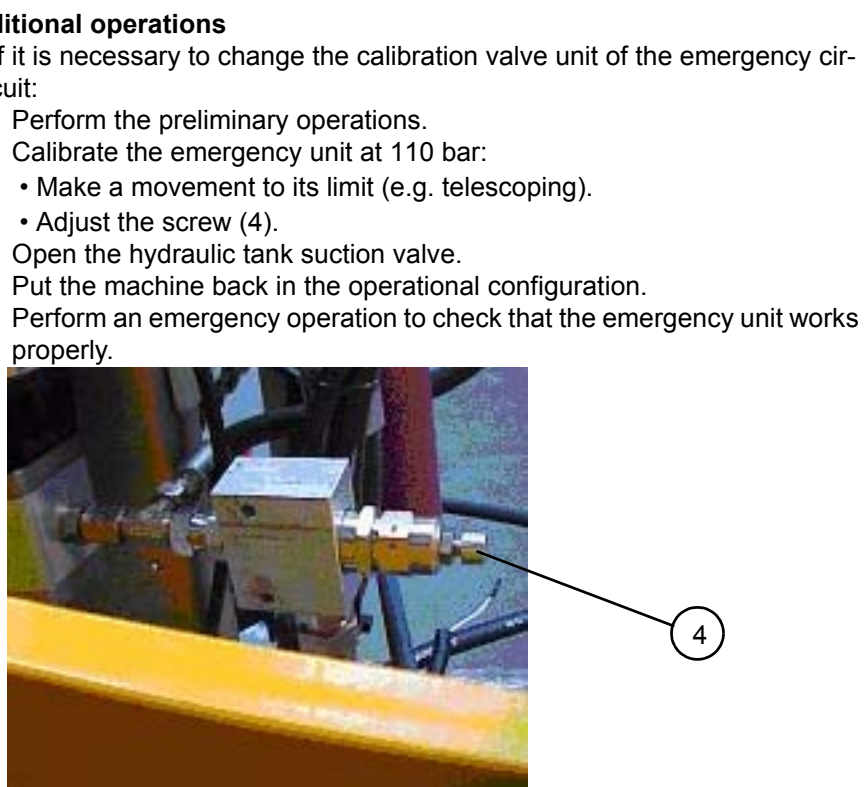 ditional operations
f it is necessary to change the calibration valve unit of the emergency cir-
cuit:
Perform the preliminary operations.
Calibrate the emergency unit at 110 bar:
• Make a movement to its limit (e.g. telescoping).
• Adjust the screw (4).
Open the hydraulic tank suction valve.
Put the machine back in the operational configuration.
Perform an emergency operation to check that the emergency unit works
properly.
4